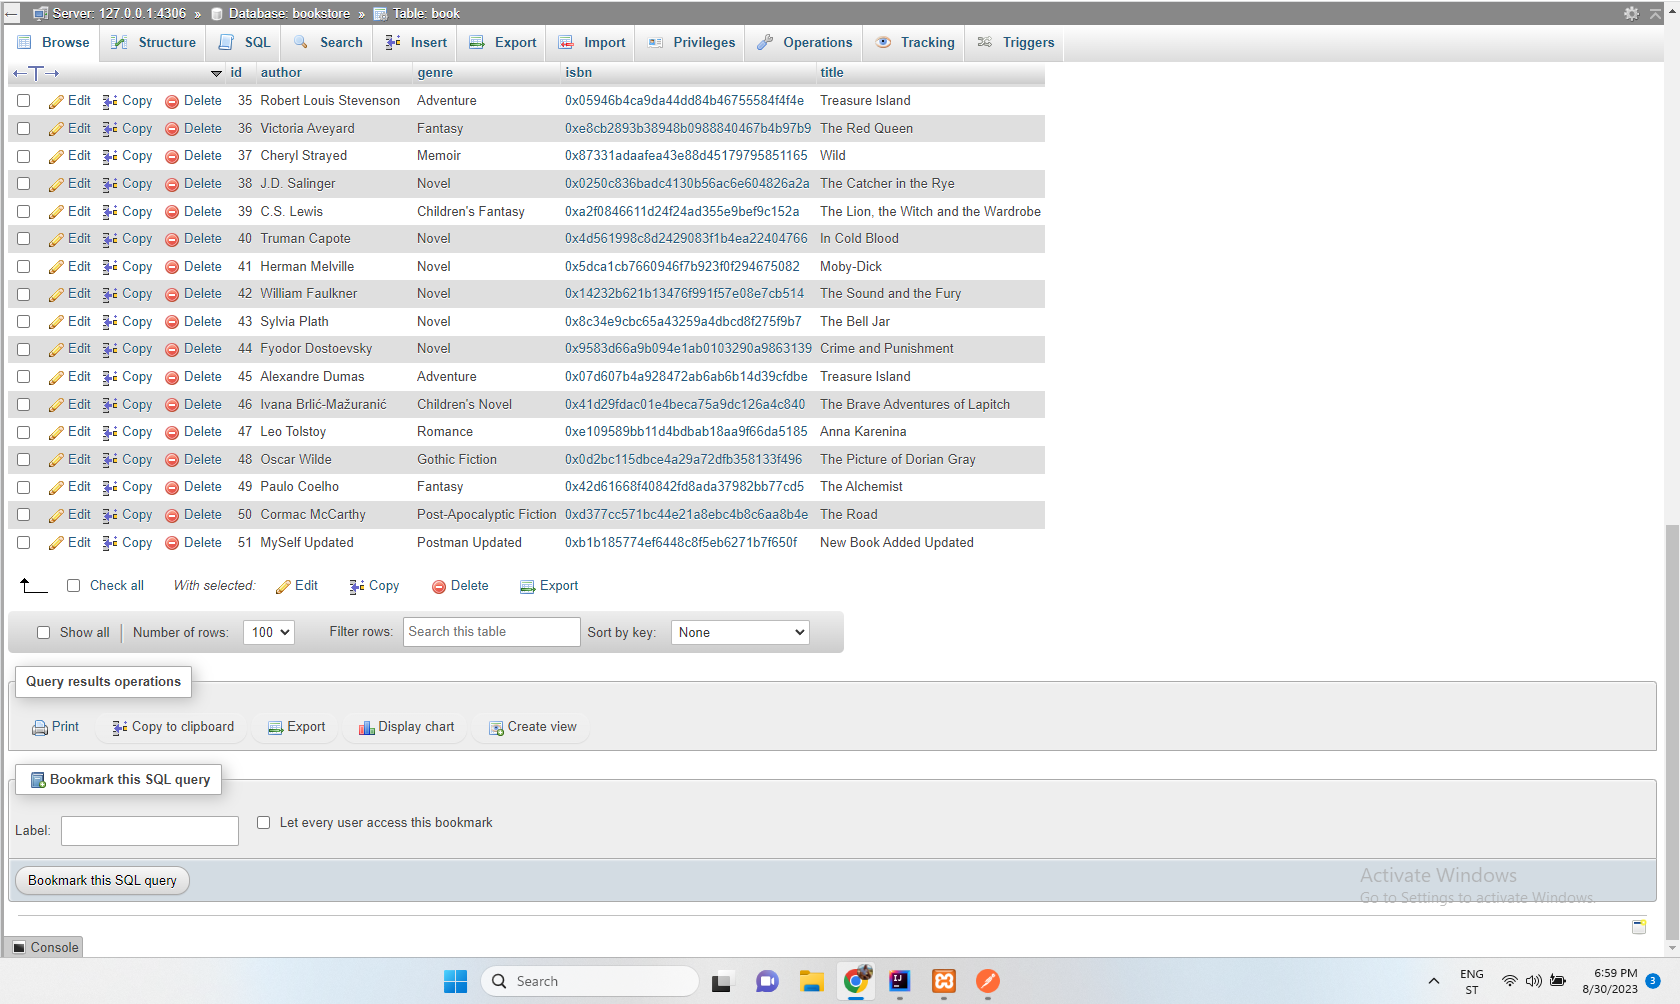 Server: 127.0.0.1:4306 » Database: bookstore » Table: book
Browse Structure SQL Search Insert Export Import Privileges Operations Tracking Triggers
id author genre isbn title
Edit Copy Delete 35 Robert Louis Stevenson Adventure 0x05946b4ca9da44dd84b46755584f4f4e Treasure Island
Edit Copy Delete 36 Victoria Aveyard Fantasy 0xe8cb2893b38948b0988840467b4b97b9 The Red Queen
Edit Copy Delete 37 Cheryl Strayed Memoir 0x87331adaafea43e88d45179795851165 Wild
Edit Copy Delete 38 J.D. Salinger Novel 0x0250c836badc4130b56ac6e604826a2a The Catcher in the Rye
Edit Copy Delete 39 C.S. Lewis Children's Fantasy 0xa2f0846611d24f24ad355e9bef9c152a The Lion, the Witch and the Wardrobe
Edit Copy Delete 40 Truman Capote Novel 0x4d561998c8d2429083f1b4ea22404766 In Cold Blood
Edit Copy Delete 41 Herman Melville Novel 0x5dca1cb7660946f7b923f0f294675082 Moby-Dick
Edit Copy Delete 42 William Faulkner Novel 0x14232b621b13476f991f57e08e7cb514 The Sound and the Fury
Edit Copy Delete 43 Sylvia Plath Novel 0x8c34e9cbc65a43259a4dbcd8f275f9b7 The Bell Jar
Edit Copy Delete 44 Fyodor Dostoevsky Novel 0x9583d66a9b094e1ab0103290a9863139 Crime and Punishment
Edit Copy Delete 45 Alexandre Dumas Adventure 0x07d607b4a928472ab6ab6b14d39cfdbe Treasure Island
Edit Copy Delete 46 Ivana Brlić-Mažuranić Children's Novel 0x41d29fdac01e4beca75a9dc126a4c840 The Brave Adventures of Lapitch
Edit Copy Delete 47 Leo Tolstoy Romance 0xe109589bb11d4bdbab18aa9f66da5185 Anna Karenina
Edit Copy Delete 48 Oscar Wilde Gothic Fiction 0x0d2bc115dbce4a29a72dfb358133f496 The Picture of Dorian Gray
Edit Copy Delete 49 Paulo Coelho Fantasy 0x42d61668f40842fd8ada37982bb77cd5 The Alchemist
Edit Copy Delete 50 Cormac McCarthy Post-Apocalyptic Fiction 0xd377cc571bc44e21a8ebc4b8c6aa8b4e The Road
Edit Copy Delete 51 MySelf Updated Postman Updated 0xb1b185774ef6448c8f5eb6271b7f650f New Book Added Updated
Check all With selected: Edit Copy Delete Export
Show all Number of rows: 100 Filter rows: Search this table Sort by key: None
Query results operations
Print Copy to clipboard Export Display chart Create view
Bookmark this SQL query
Label: Let every user access this bookmark
Bookmark this SQL query
Activate Windows
Go to Settings to activate Windows.
Console
Search
ENG
ST
6:59 PM
8/30/2023
3